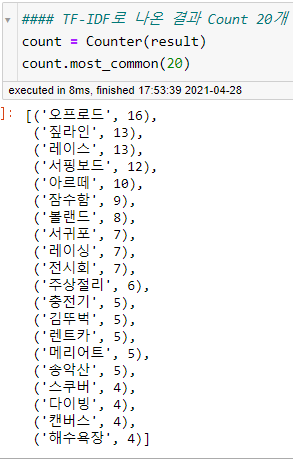 #### TF-IDF로 나온 결과 Count 20개
count = Counter(result)
count.most_common(20)
executed in 8ms, finished 17:53:39 2021-04-28
]: [('오프로드', 16),
('짚라인', 13),
('레이스', 13),
('서핑보드', 12),
('아르떼', 10),
('잠수함', 9),
('볼랜드', 8),
('서귀포', 7),
('레이싱', 7),
('전시회', 7),
('주상절리', 6),
('충전기', 5),
('김뚜벅', 5),
('렌트카', 5),
('메리어트', 5),
('송악산', 5),
('스쿠버', 4),
('다이빙', 4),
('캔버스', 4),
('해수욕장', 4)]